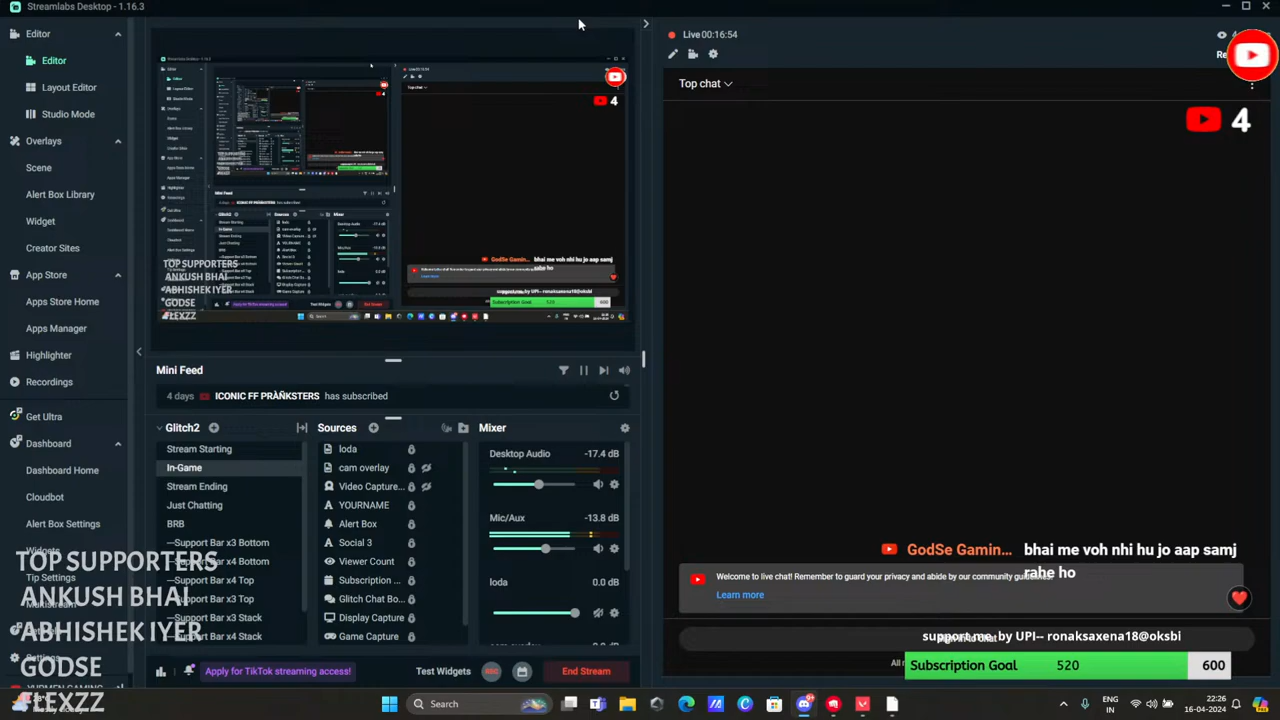 Streamlabs Desktop - 1.16.3
Editor
Editor
Layout Editor
Studio Mode
Overlays
Scene
Alert Box Library
Widget
Creator Sites
App Store
Apps Store Home
Apps Manager
Highlighter
Recordings
Get Ultra
Dashboard
Dashboard Home
Cloudbot
Alert Box Settings
Widgets
Tip Settings
TOP SUPPORTERS
ANKUSH BHAI
ABHISHEK IYER
GODSE
FLEXZZ
Mini Feed
4 days ICONIC FF PRÀÑKSTERS has subscribed
Glitch2
Stream Starting
In-Game
Stream Ending
Just Chatting
BRB
--Support Bar x3 Bottom
--Support Bar x4 Bottom
--Support Bar x4 Top
--Support Bar x3 Top
--Support Bar x3 Stack
--Support Bar x4 Stack
Sources
loda
cam overlay
Video Capture...
YOURNAME
Alert Box
Social 3
Viewer Count
Subscription ...
Glitch Chat Bo...
Display Capture
Game Capture
Mixer
Desktop Audio -17.4 dB
Mic/Aux -13.8 dB
loda 0.0 dB
Apply for TikTok streaming access!
Test Widgets
REC
End Stream
Live 00:16:54
Top chat
4
GodSe Gamin... bhai me voh nhi hu jo aap samj
rahe ho
Welcome to live chat! Remember to guard your privacy and abide by our community
Learn more
support me by UPI-- ronaksaxena18@oksbi
Subscription Goal 520 600
Search
ENG
IN
22:26
16-04-2024